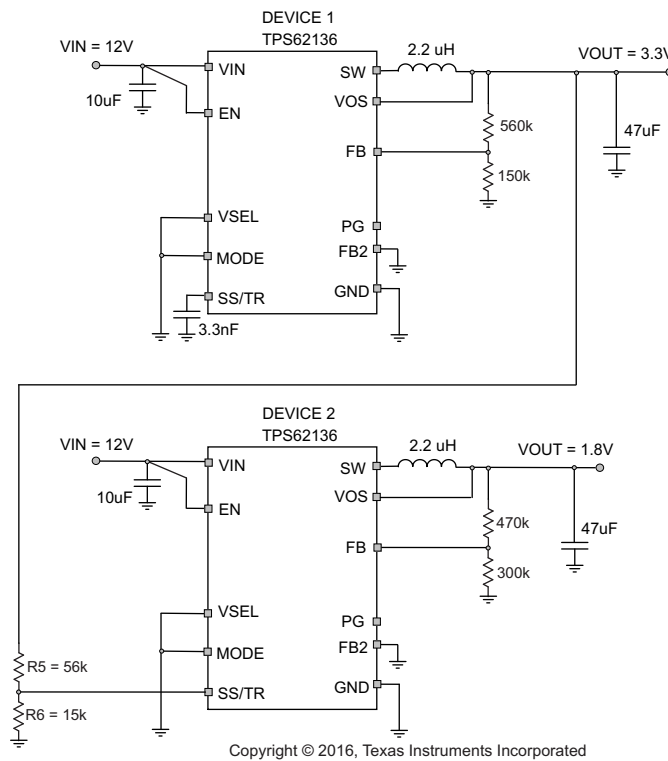 DEVICE 1
TPS62136
VIN = 12V
10uF
VIN
EN
VSEL
MODE
SS/TR
3.3nF
SW
VOS
FB
PG
FB2
GND
2.2 uH
VOUT = 3.3V
560k
150k
47uF
DEVICE 2
TPS62136
VIN = 12V
10uF
VIN
EN
VSEL
MODE
SS/TR
SW
VOS
FB
PG
FB2
GND
2.2 uH
VOUT = 1.8V
470k
300k
47uF
R5 = 56k
R6 = 15k
Copyright © 2016, Texas Instruments Incorporated